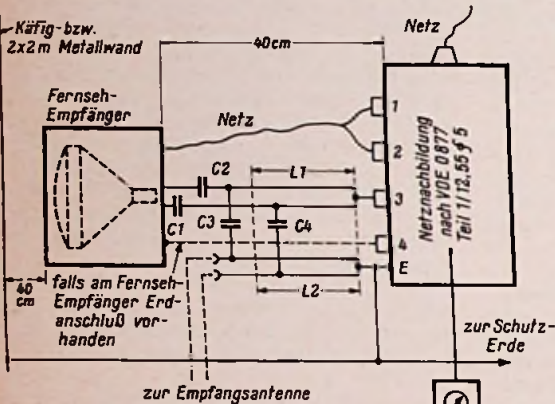 Käfig-bzw.
2x2m Metallwand
40cm
Netz
Fernseh-
Empfänger
Netz
1
2
C2
L1
3
C1
C3
C4
4
E
L2
40
cm
falls am Fernseh-
Empfänger Erd-
anschluß vor-
handen
zur Empfangsantenne
Netznachbildung
nach VDE 0877
Teil 1/12.55 § 5
zur Schutz-
Erde